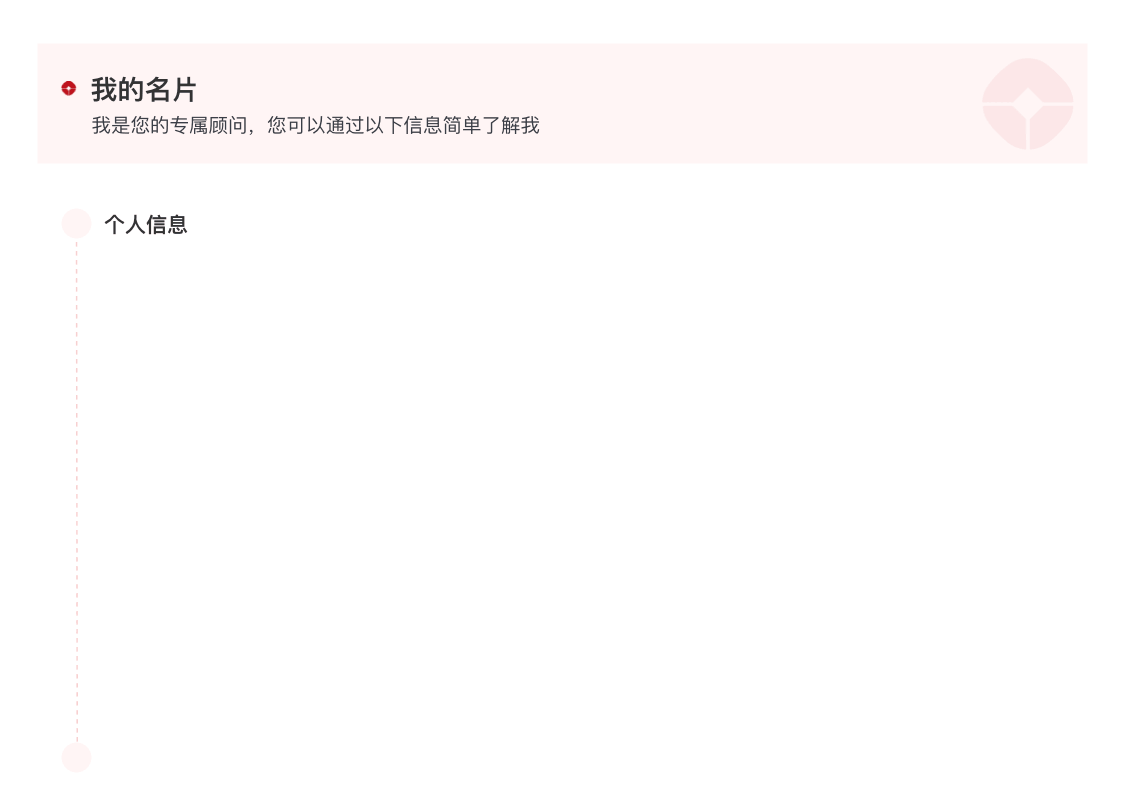 我的名片
我是您的专属顾问，您可以通过以下信息简单了解我
个人信息